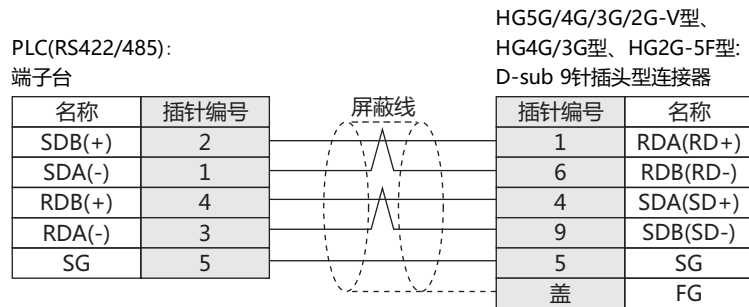 HG5G/4G/3G/2G-V型、
PLC(RS422/485):
HG4G/3G型、HG2G-5F型:
端子台
D-sub 9针插头型连接器
名称 插针编号 屏蔽线 插针编号 名称
SDB(+) 2 1 RDA(RD+)
SDA(-) 1 6 RDB(RD-)
RDB(+) 4 4 SDA(SD+)
RDA(-) 3 9 SDB(SD-)
SG 5 5 SG
盖 FG